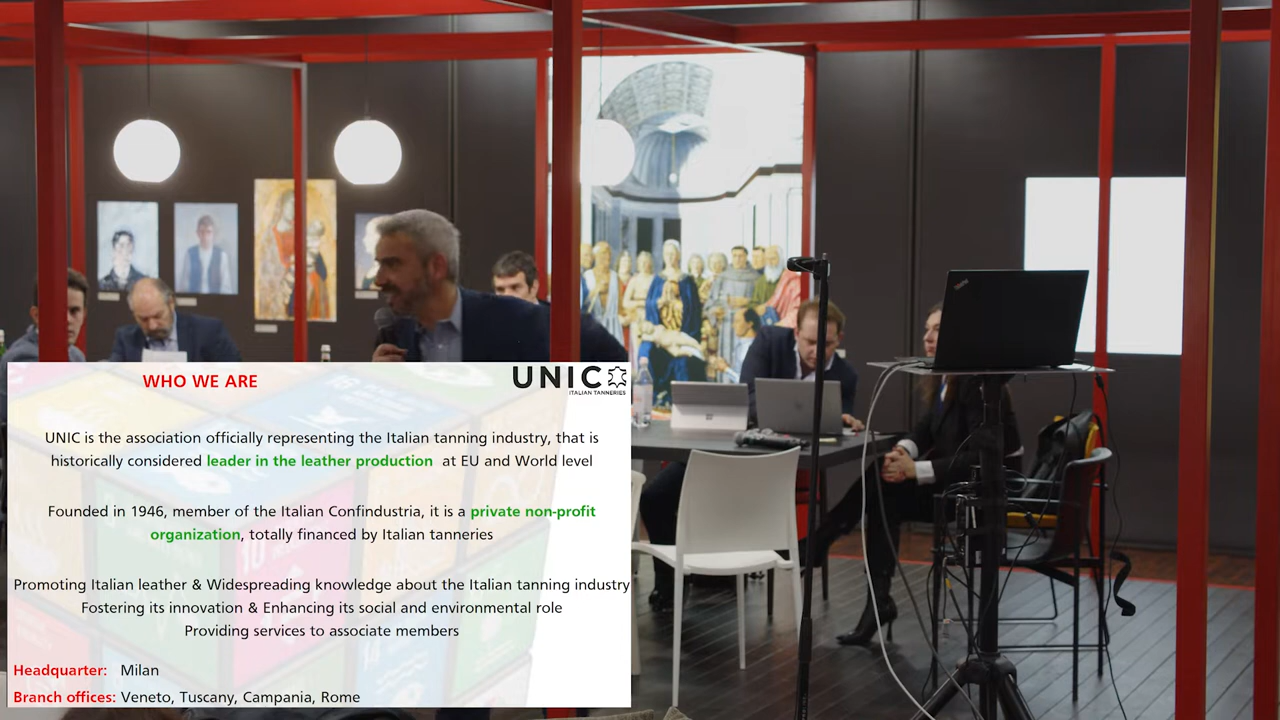 WHO WE ARE
UNIC
ITALIAN TANNERIES
UNIC is the association officially representing the Italian tanning industry, that is
historically considered leader in the leather production at EU and World level
Founded in 1946, member of the Italian Confindustria, it is a private non-profit
organization, totally financed by Italian tanneries
Promoting Italian leather & Widespreading knowledge about the Italian tanning industry
Fostering its innovation & Enhancing its social and environmental role
Providing services to associate members
Headquarter: Milan
Branch offices: Veneto, Tuscany, Campania, Rome